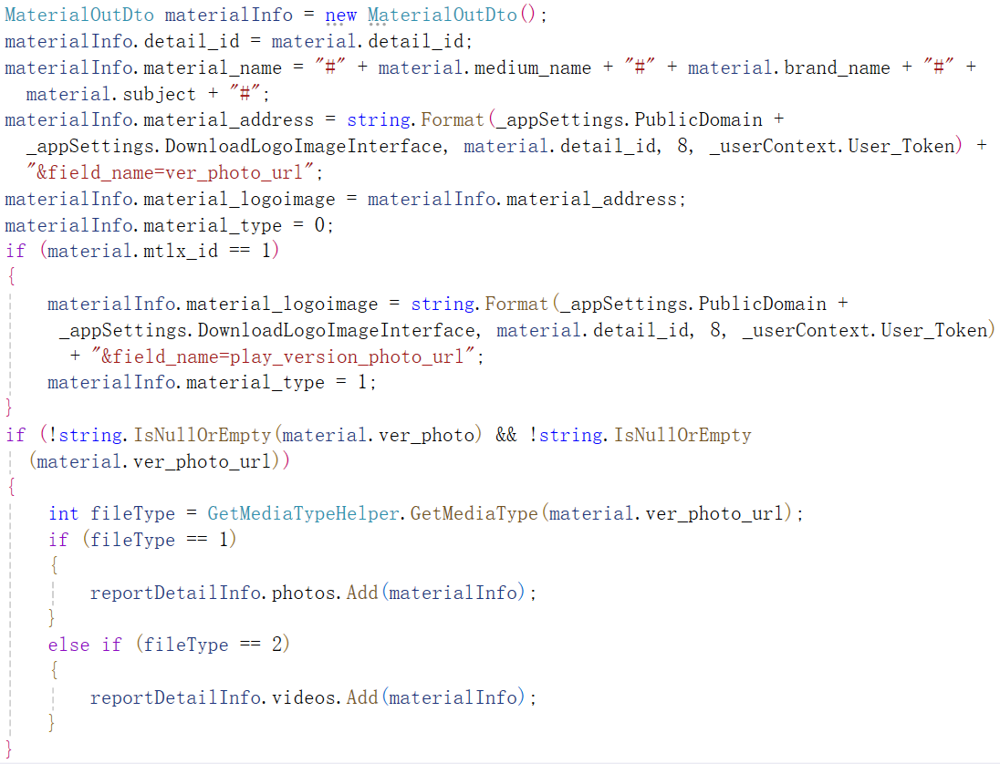 MaterialOutDto materialInfo = new MaterialOutDto();
materialInfo.detail_id = material.detail_id;
materialInfo.material_name = "#" + material.medium_name + "#" + material.brand_name + "#" +
material.subject + "#";
materialInfo.material_address = string.Format(_appSettings.PublicDomain +
_appSettings.DownloadLogoImageInterface, material.detail_id, 8, _userContext.User_Token) +
"&field_name=ver_photo_url";
materialInfo.material_logoimage = materialInfo.material_address;
materialInfo.material_type = 0;
if (material.mtlx_id == 1)
{
materialInfo.material_logoimage = string.Format(_appSettings.PublicDomain +
_appSettings.DownloadLogoImageInterface, material.detail_id, 8, _userContext.User_Token)
+ "&field_name=play_version_photo_url";
materialInfo.material_type = 1;
}
if (!string.IsNullOrEmpty(material.ver_photo) && !string.IsNullOrEmpty
(material.ver_photo_url))
{
int fileType = GetMediaTypeHelper.GetMediaType(material.ver_photo_url);
if (fileType == 1)
{
reportDetailInfo.photos.Add(materialInfo);
}
else if (fileType == 2)
{
reportDetailInfo.videos.Add(materialInfo);
}
}